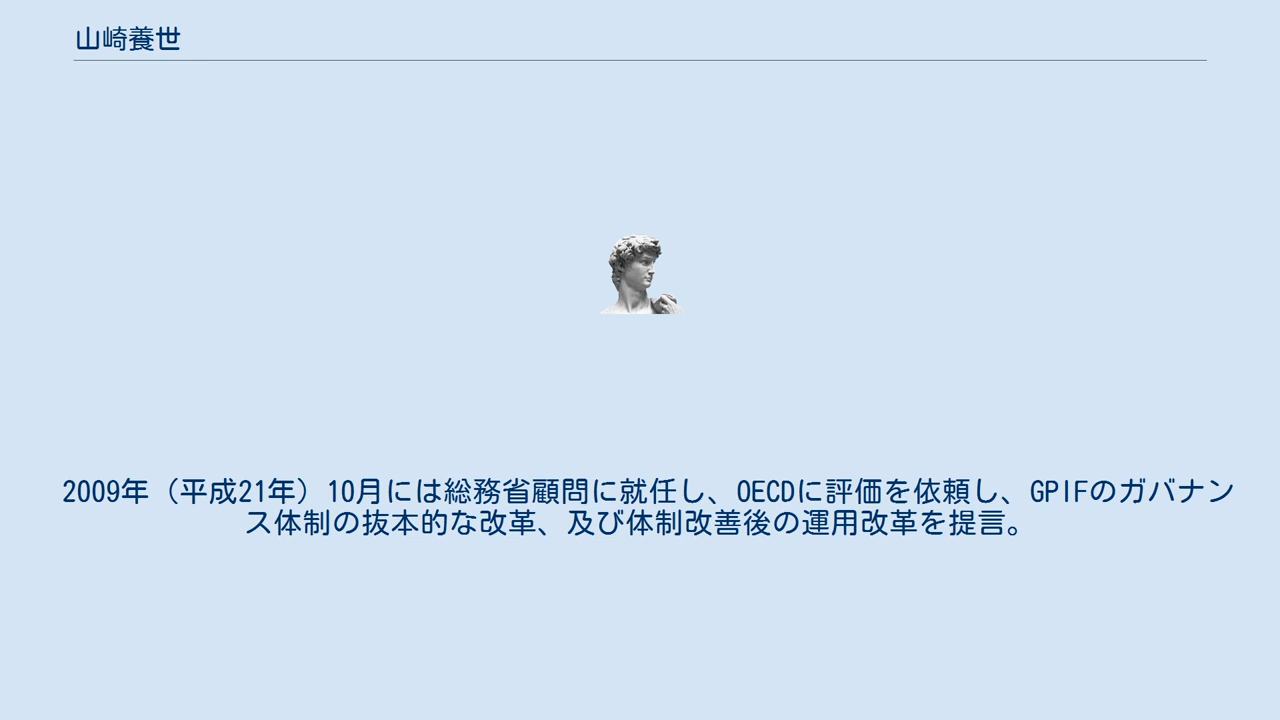 山崎養世
2009年（平成21年）10月には総務省顧問に就任し、OECDに評価を依頼し、GPIFのガバナン
ス体制の抜本的な改革、及び体制改善後の運用改革を提言。